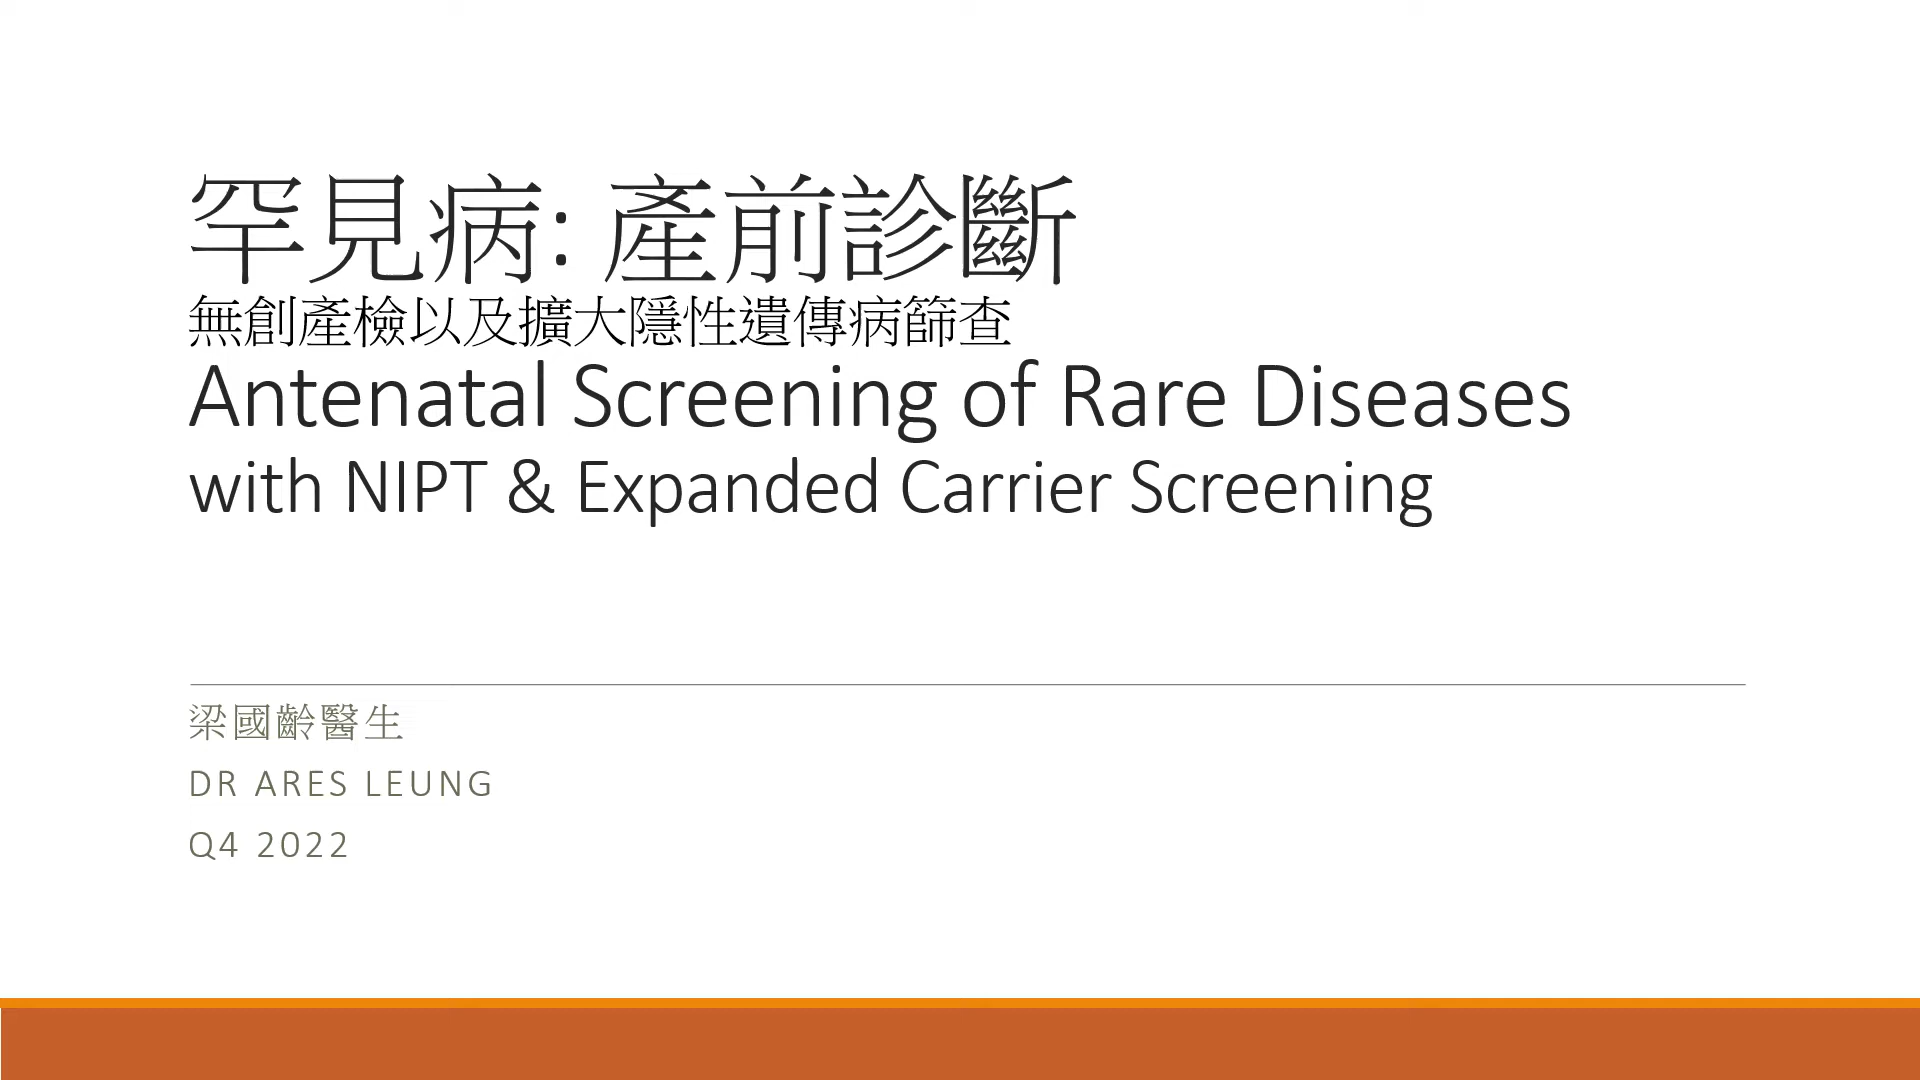 罕見病: 產前診斷
無創產檢以及擴大隱性遺傳病篩查
Antenatal Screening of Rare Diseases
with NIPT & Expanded Carrier Screening
梁國齡醫生
DR ARES LEUNG
Q4 2022